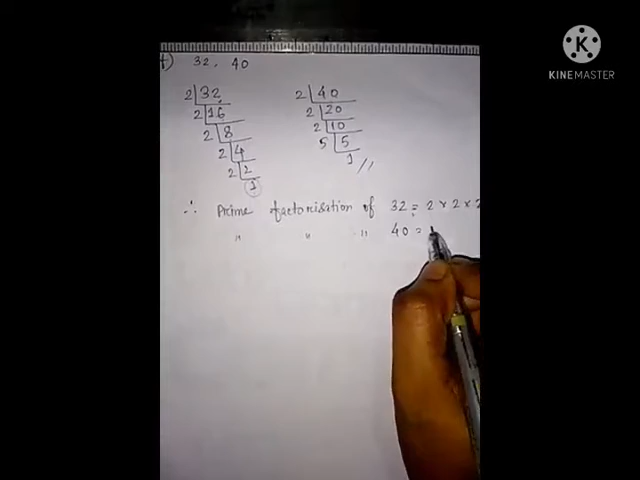 f) 32, 40
2 32
2 16
2 8
2 4
2 2
1
2 40
2 20
2 10
5 5
1 //
∴ Prime factorisation of 32 = 2 × 2 × 2
" " " 40 =
KINEMASTER